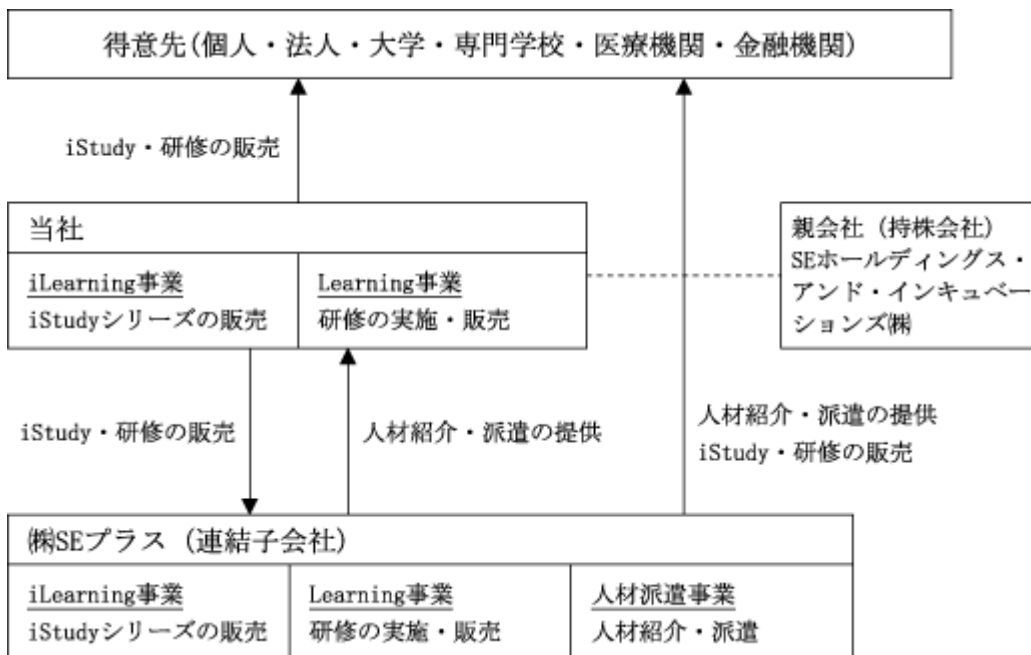 得意先(個人・法人・大学・専門学校・医療機関・金融機関)
iStudy・研修の販売
当社
iLearning事業
iStudyシリーズの販売
Learning事業
研修の実施・販売
親会社（持株会社）
SEホールディングス・
アンド・インキュベー
ションズ㈱
iStudy・研修の販売
人材紹介・派遣の提供
人材紹介・派遣の提供
iStudy・研修の販売
㈱SEプラス（連結子会社）
iLearning事業
iStudyシリーズの販売
Learning事業
研修の実施・販売
人材派遣事業
人材紹介・派遣